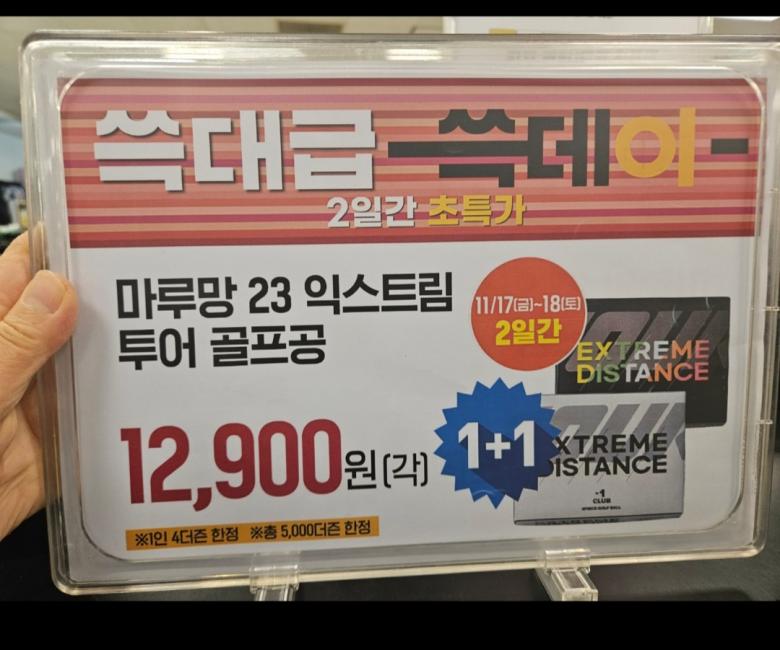 쓱대급 쓱데이
2일간 초특가
마루망 23 익스트림
투어 골프공
11/17(금)~18(토)
2일간
EXTREME
DISTANCE
12,900원(각)
1+1
XTREME
ISTANCE
-1
CLUB
※1인 4더즌 한정 ※총 5,000더즌 한정